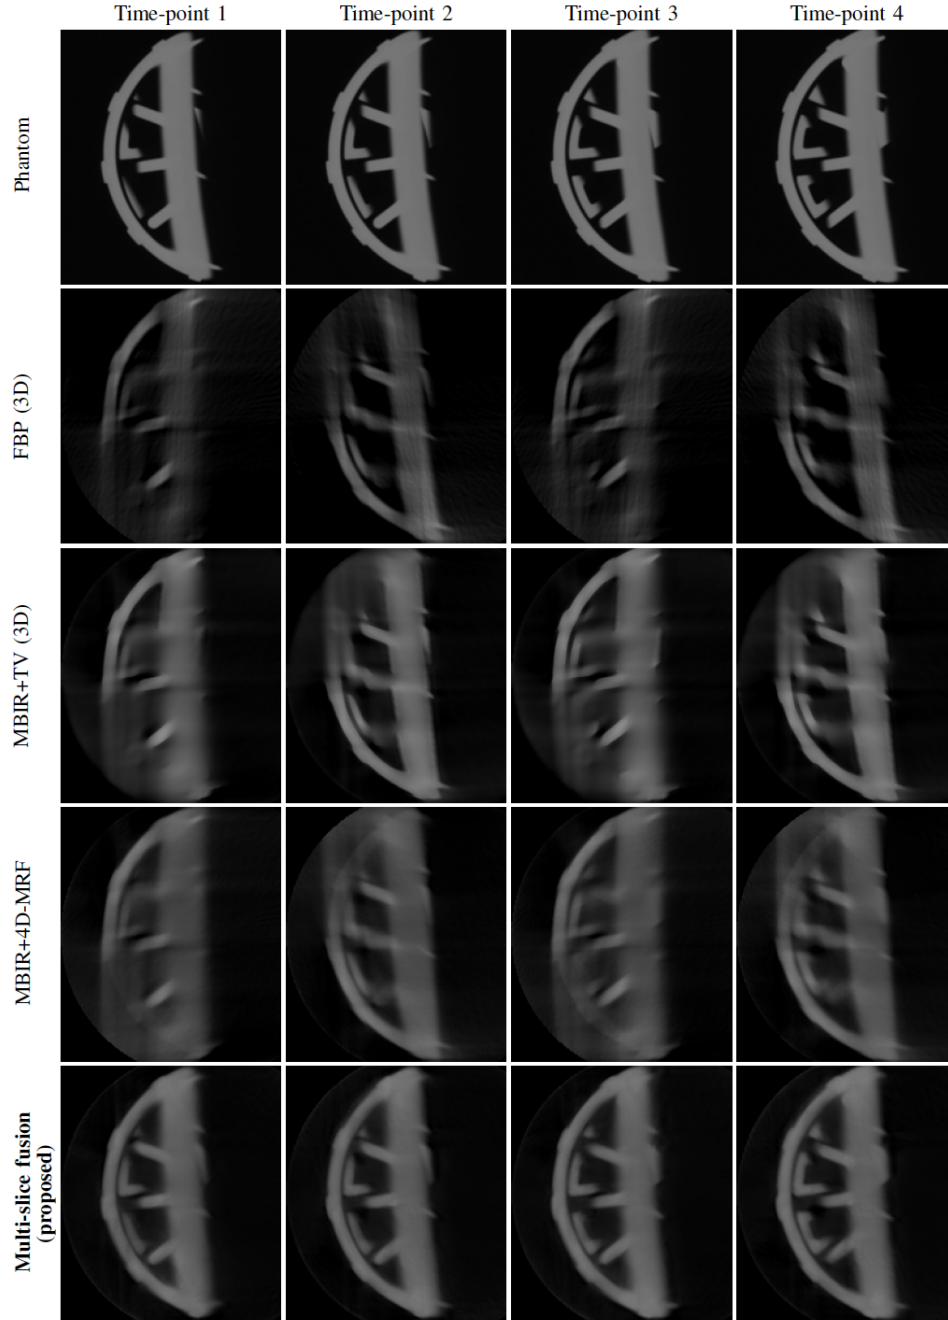 Time-point 1
Time-point 2
Time-point 3
Time-point 4
Phantom
FBP (3D)
MBIR+TV (3D)
MBIR+4D-MRF
Multi-slice fusion
(proposed)